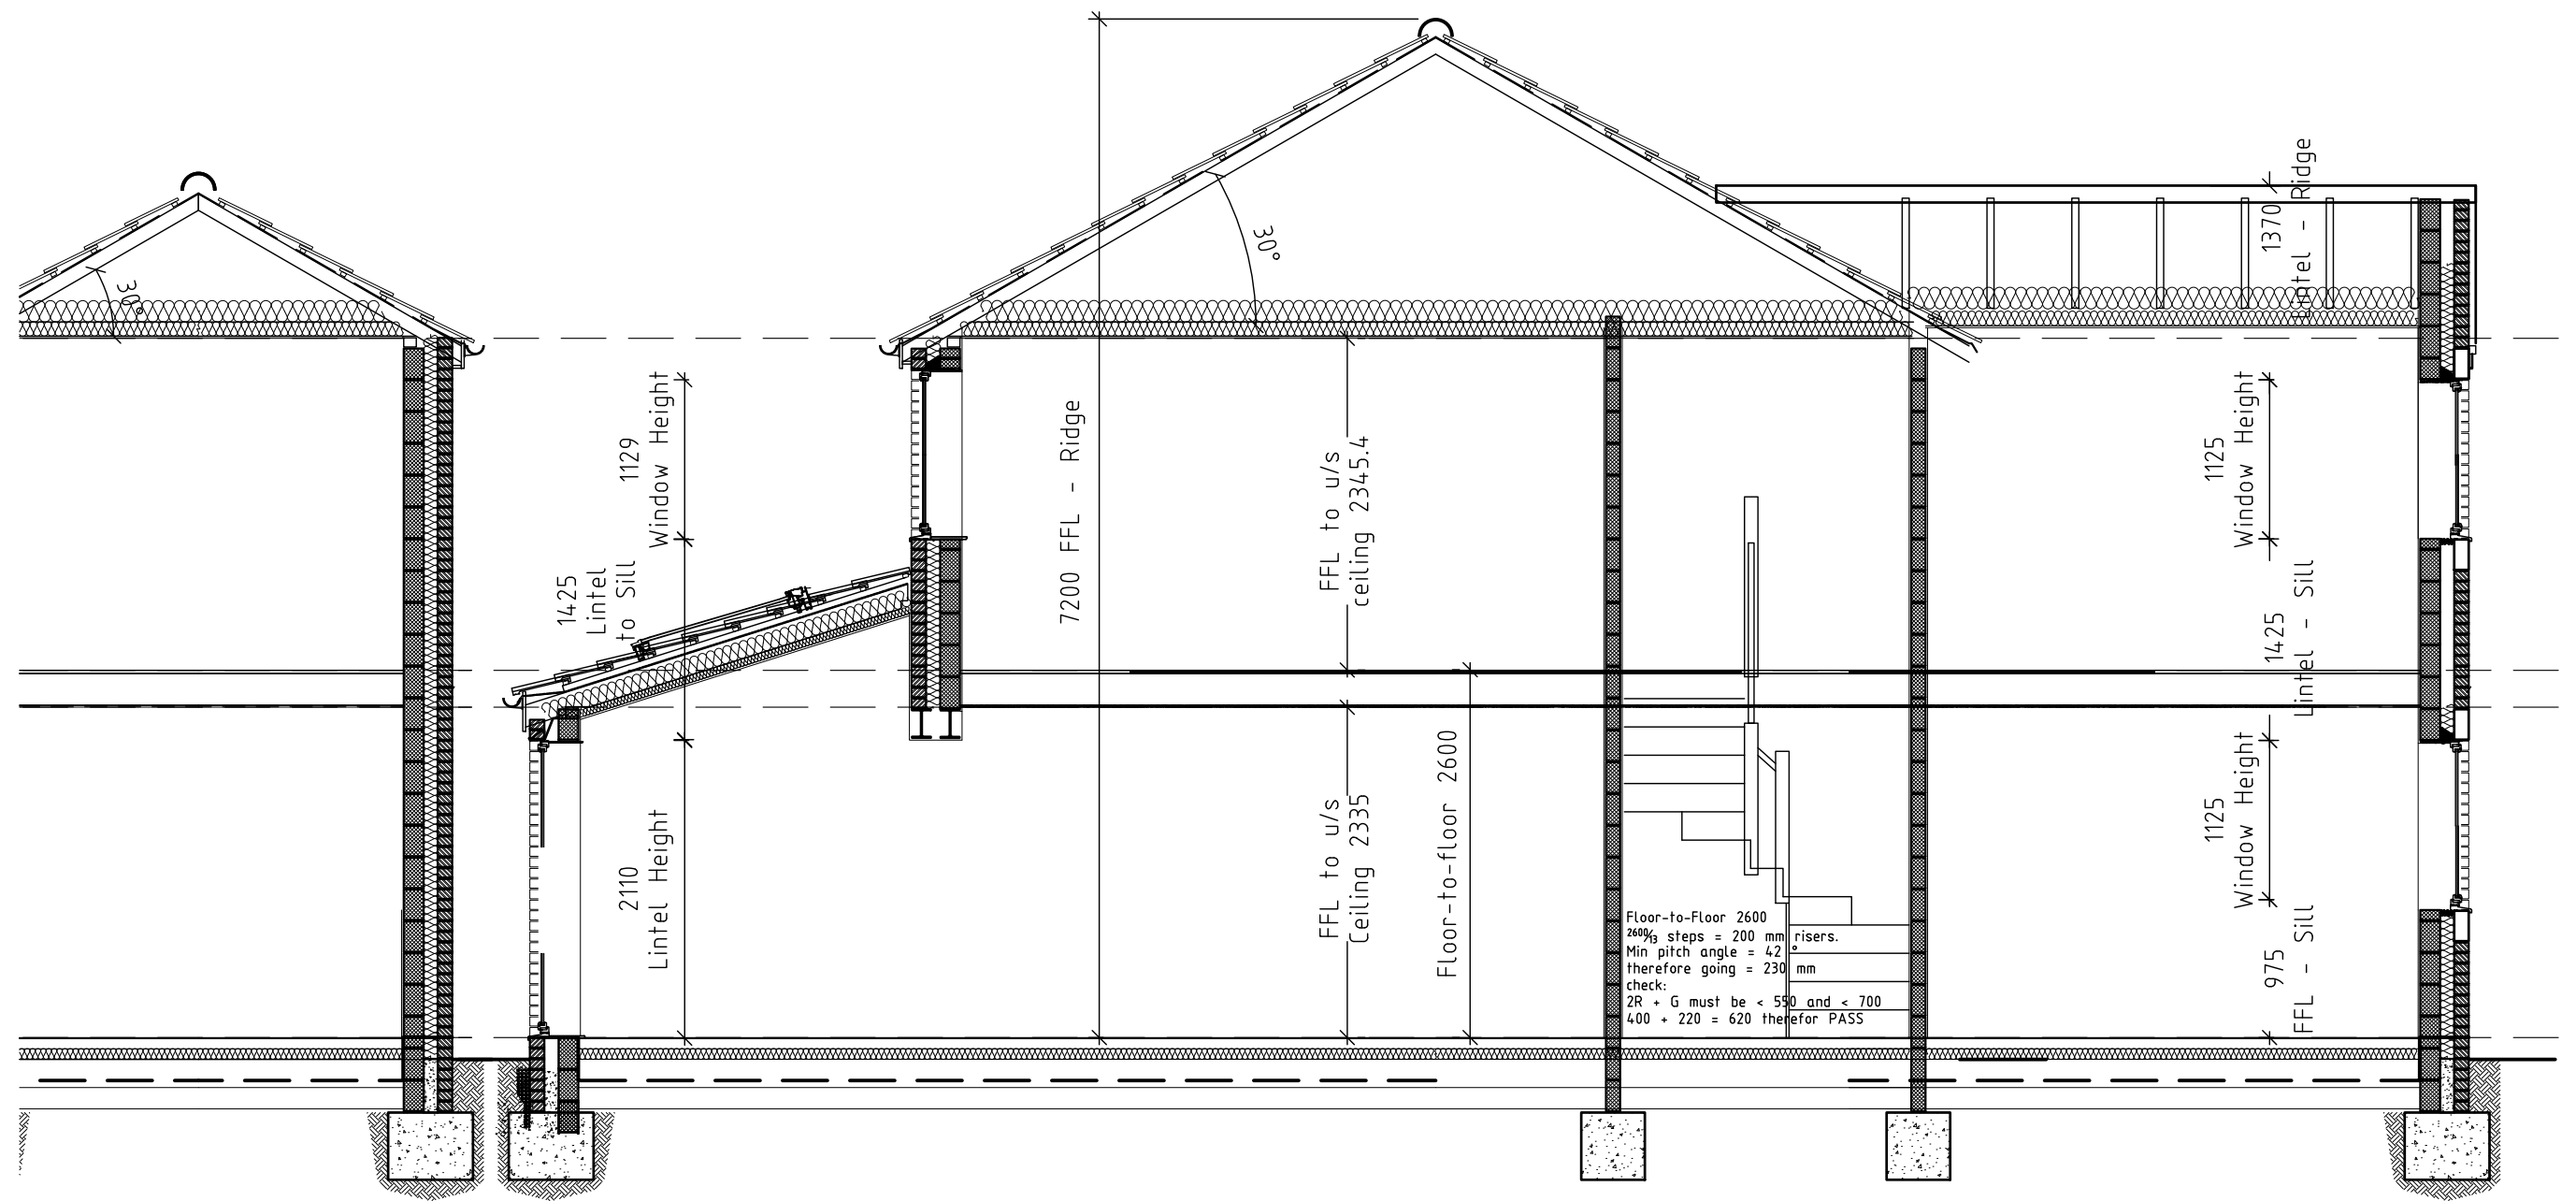 30°
30°
1129
Window Height
1425
Lintel
to Sill
2110
Lintel Height
7200 FFL - Ridge
FFL to u/s
ceiling 2345.4
FFL to u/s
Ceiling 2335
Floor-to-floor 2600
Floor-to-Floor 2600
2600/13 steps = 200 mm risers.
Min pitch angle = 42 °
therefore going = 230 mm
check:
2R + G must be < 550 and < 700
400 + 220 = 620 therefor PASS
1370
Lintel - Ridge
1125
Window Height
1425
Lintel - Sill
1125
Window Height
975
FFL - Sill